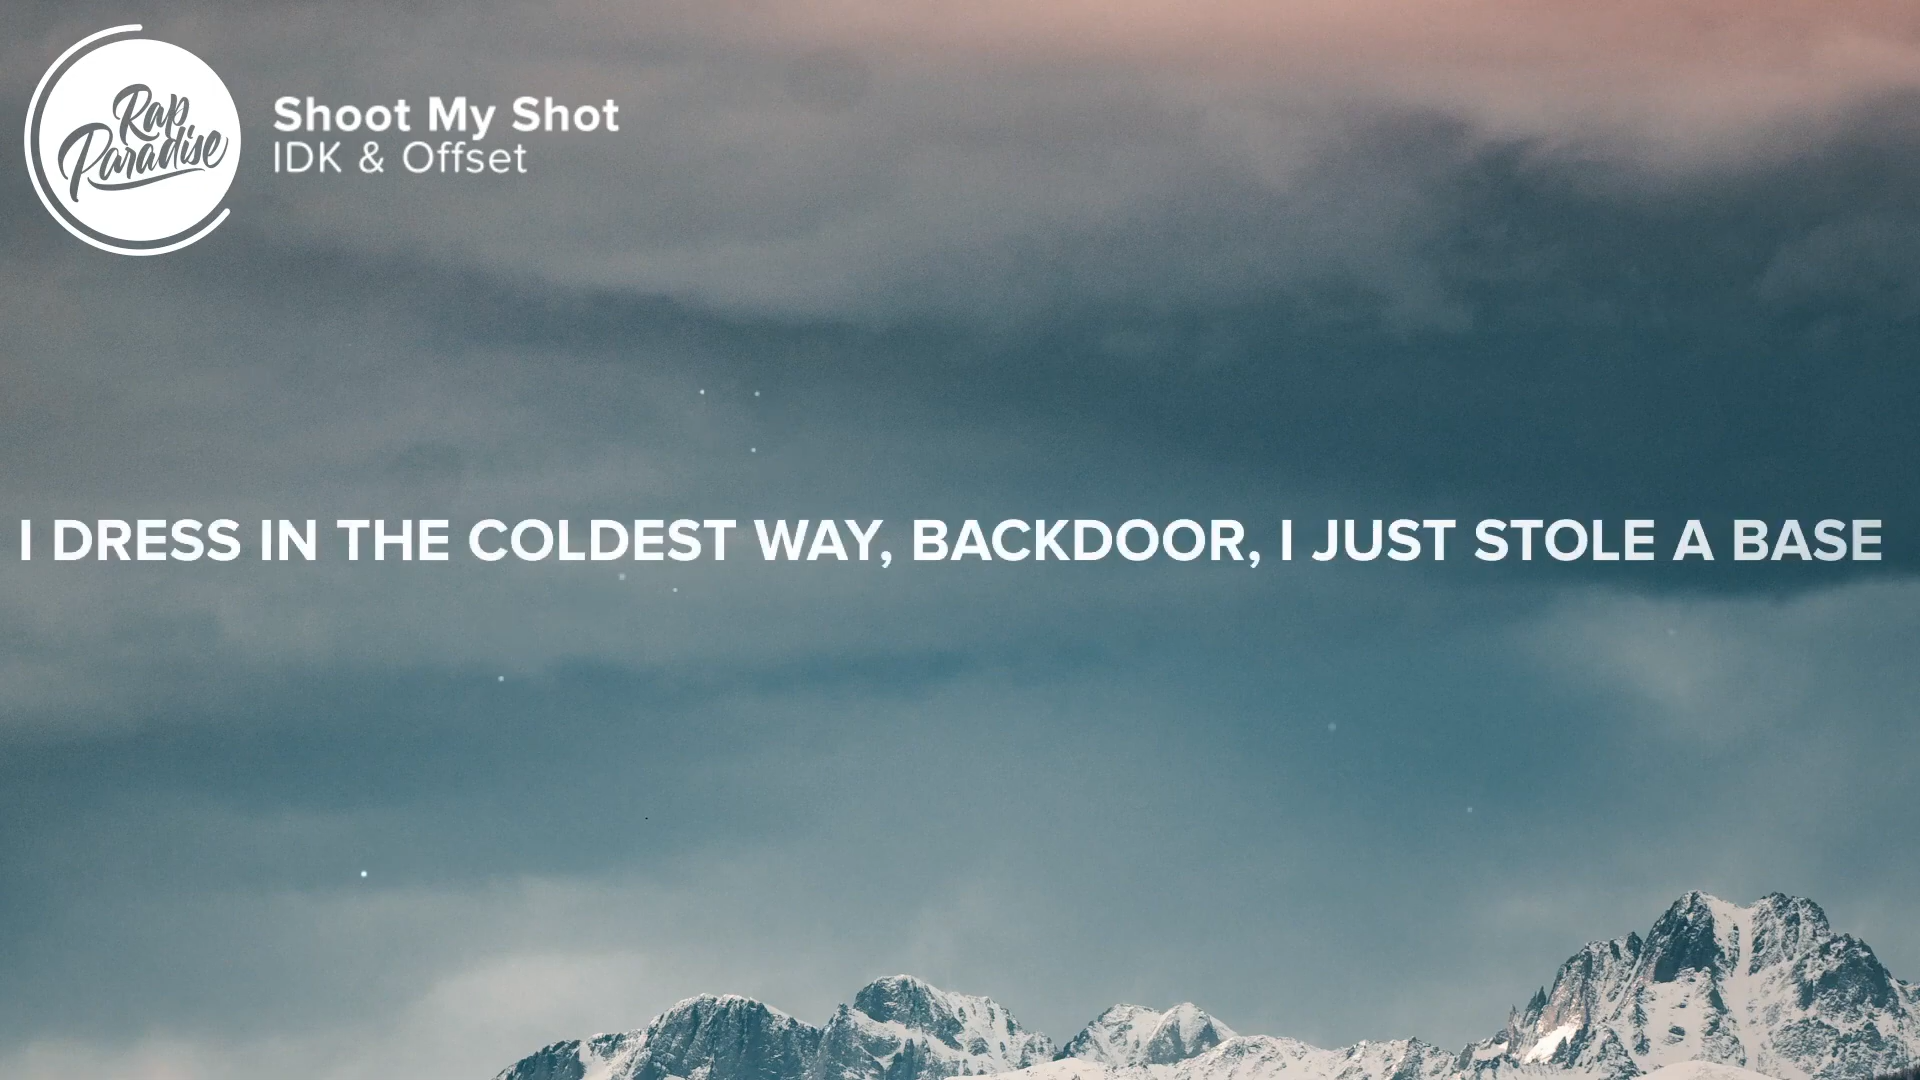 Rap
Paradise
Shoot My Shot
IDK & Offset
I DRESS IN THE COLDEST WAY, BACKDOOR, I JUST STOLE A BASE